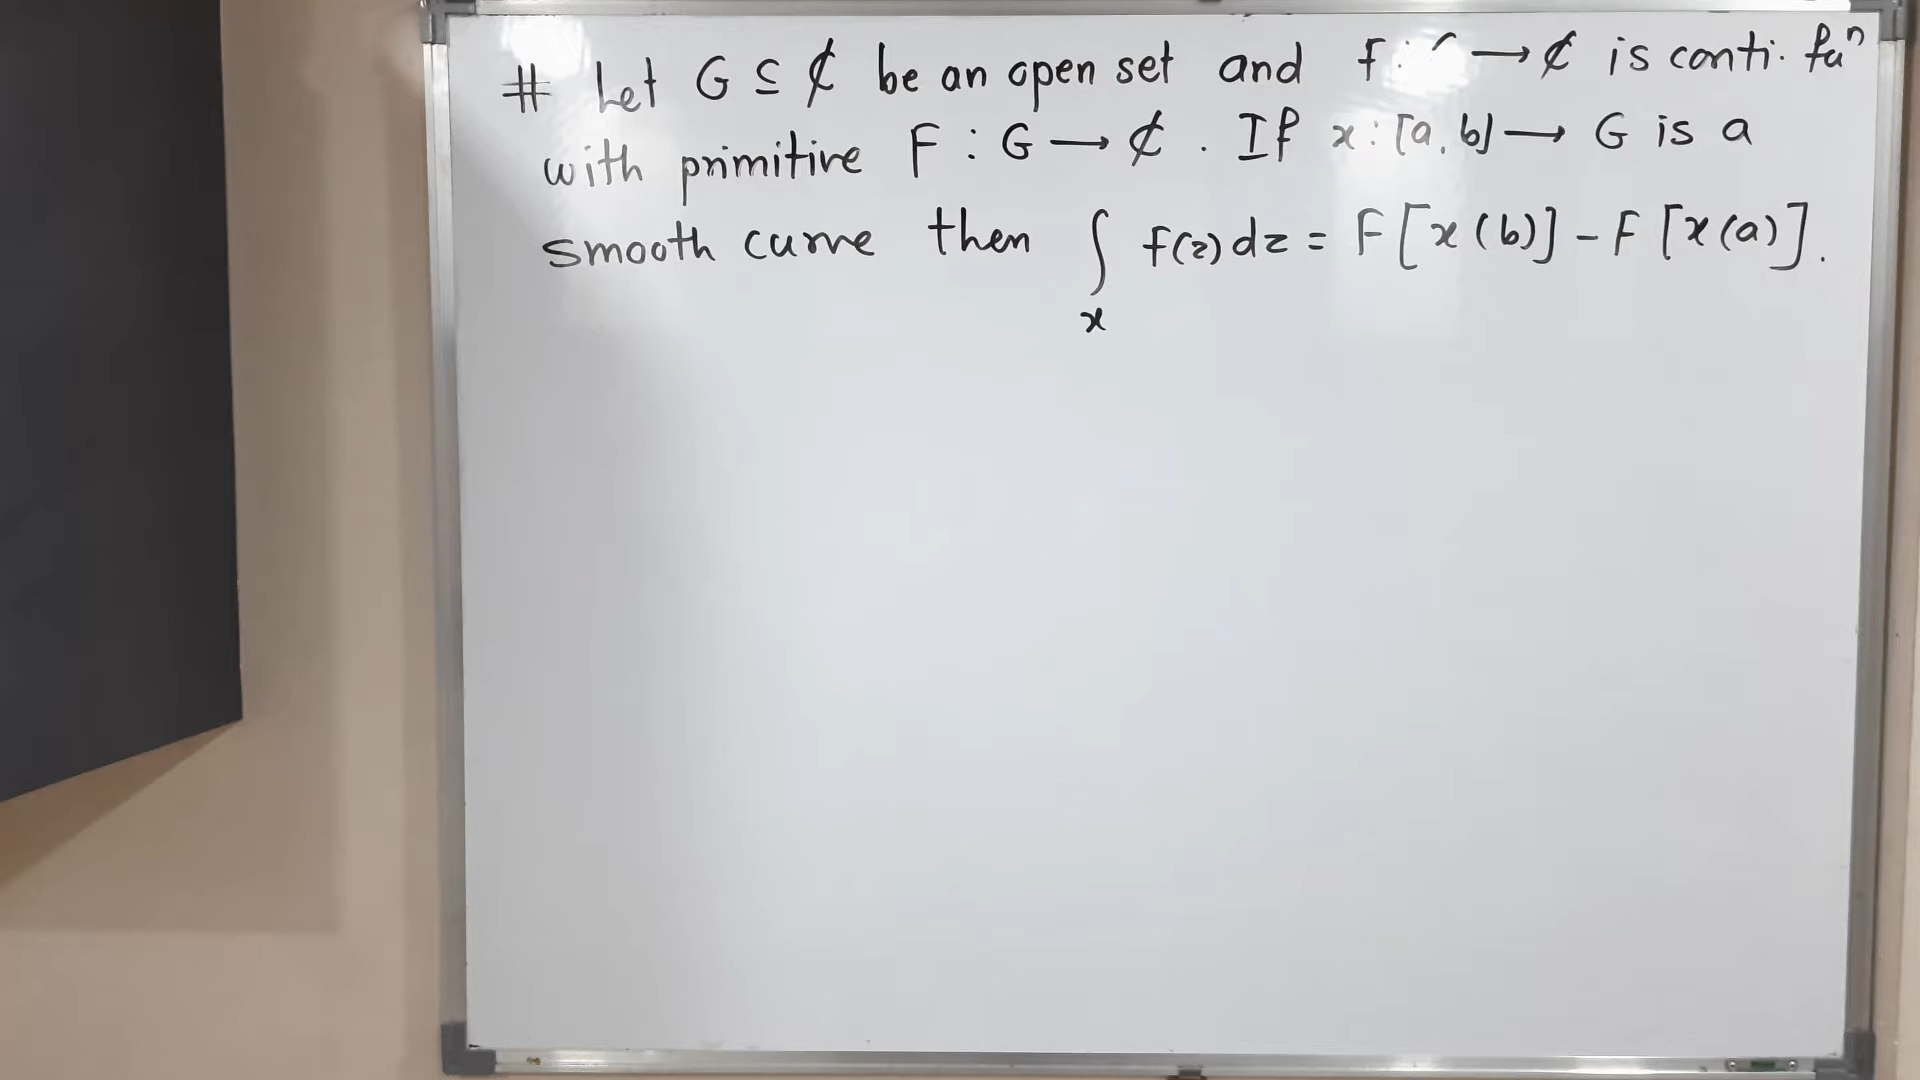 # Let G ⊆ ₵ be an open set and f : → ₵ is conti. fuⁿ
with primitive F : G → ₵ . If x : [a, b] → G is a
smooth curve then ∫ f(z) dz = F[x(b)] - F[x(a)].
x